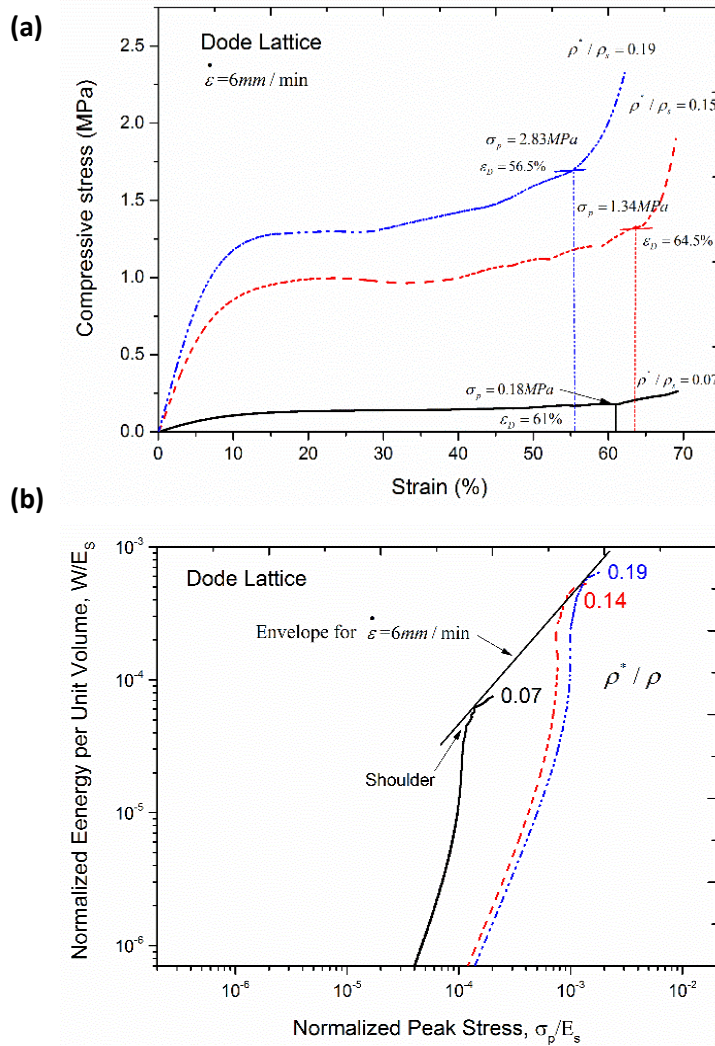 (a)
Dode Lattice
ε̇ =6mm / min
ρ* / ρs = 0.19
ρ* / ρs = 0.15
σp = 2.83MPa
εD = 56.5%
σp = 1.34MPa
εD = 64.5%
σp = 0.18MPa
ρ* / ρs = 0.07
εD = 61%
2.5
2.0
1.5
1.0
0.5
0.0
Compressive stress (MPa)
0 10 20 30 40 50 60 70
Strain (%)
(b)
Dode Lattice
Envelope for ε̇ =6mm / min
0.19
0.14
ρ* / ρ
0.07
Shoulder
10⁻³
10⁻⁴
10⁻⁵
10⁻⁶
Normalized Eenergy per Unit Volume, W/Es
10⁻⁶ 10⁻⁵ 10⁻⁴ 10⁻³ 10⁻²
Normalized Peak Stress, σp/Es